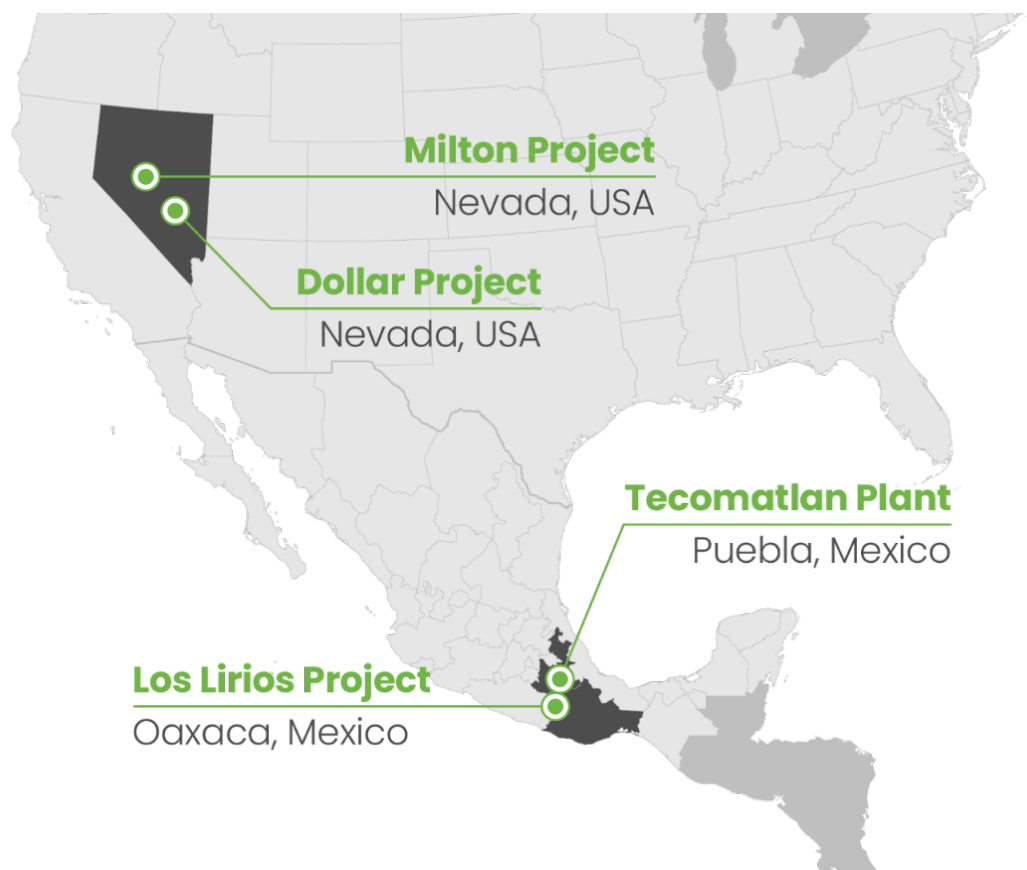 Milton Project
Nevada, USA
Dollar Project
Nevada, USA
Tecomatlan Plant
Puebla, Mexico
Los Lirios Project
Oaxaca, Mexico